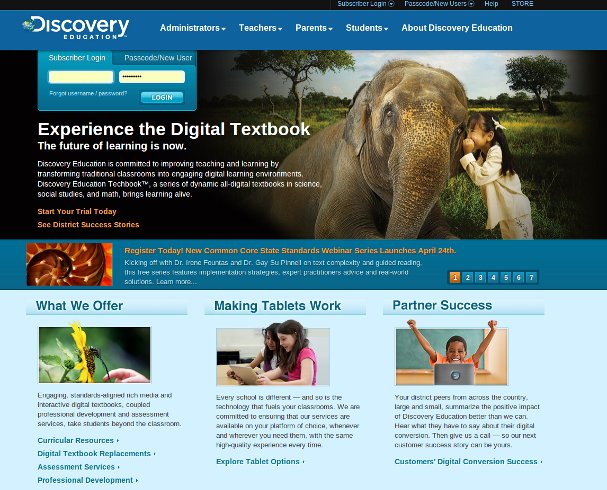 Subscriber Login
Passcode/New Users
Help
STORE
DISCOVERY
EDUCATION
Administrators
Teachers
Parents
Students
About Discovery Education
Subscriber Login
Passcode/New User
••••••••
Forgot username / password?
LOGIN
Experience the Digital Textbook
The future of learning is now.
Discovery Education is committed to improving teaching and learning by
transforming traditional classrooms into engaging digital learning environments.
Discovery Education Techbook™, a series of dynamic all-digital textbooks in science,
social studies, and math, brings learning alive.
Start Your Trial Today
See District Success Stories
Register Today! New Common Core State Standards Webinar Series Launches April 24th.
Kicking off with Dr. Irene Fountas and Dr. Gay Su Pinnell on text complexity and guided reading,
this free series features implementation strategies, expert practitioners advice and real-world
solutions. Learn more...
1 2 3 4 5 6 7
What We Offer
Engaging, standards-aligned rich media and
interactive digital textbooks, coupled
professional development and assessment
services, take students beyond the classroom.
Curricular Resources
Digital Textbook Replacements
Assessment Services
Professional Development
Making Tablets Work
Every school is different — and so is the
technology that fuels your classrooms. We are
committed to ensuring that our services are
available on your platform of choice, whenever
and wherever you need them, with the same
high-quality experience every time.
Explore Tablet Options
Partner Success
Your district peers from across the country,
large and small, summarize the positive impact
of Discovery Education better than we can.
Hear what they have to say about their digital
conversion. Then give us a call — so our next
customer success story can be yours.
Customers' Digital Conversion Success